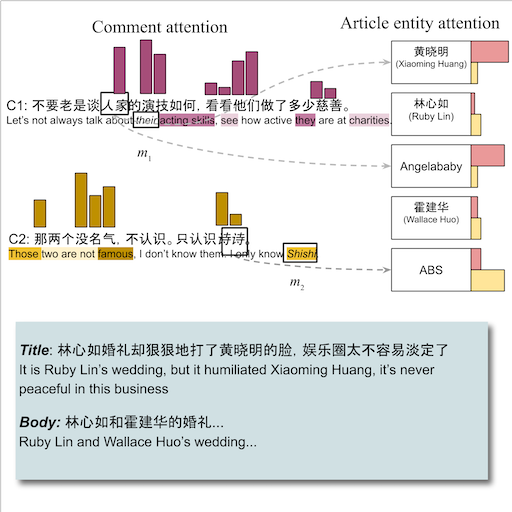 Comment attention
Article entity attention
黄晓明
(Xiaoming Huang)
林心如
(Ruby Lin)
Angelababy
霍建华
(Wallace Huo)
ABS
C1: 不要老是谈人家的演技如何，看看他们做了多少慈善。
Let's not always talk about their acting skills, see how active they are at charities.
m1
C2: 那两个没名气，不认识。只认识诗诗。
Those two are not famous, I don't know them. I only know Shishi.
m2
Title: 林心如婚礼却狠狠地打了黄晓明的脸，娱乐圈太不容易淡定了
It is Ruby Lin's wedding, but it humiliated Xiaoming Huang, it's never
peaceful in this business
Body: 林心如和霍建华的婚礼...
Ruby Lin and Wallace Huo's wedding...